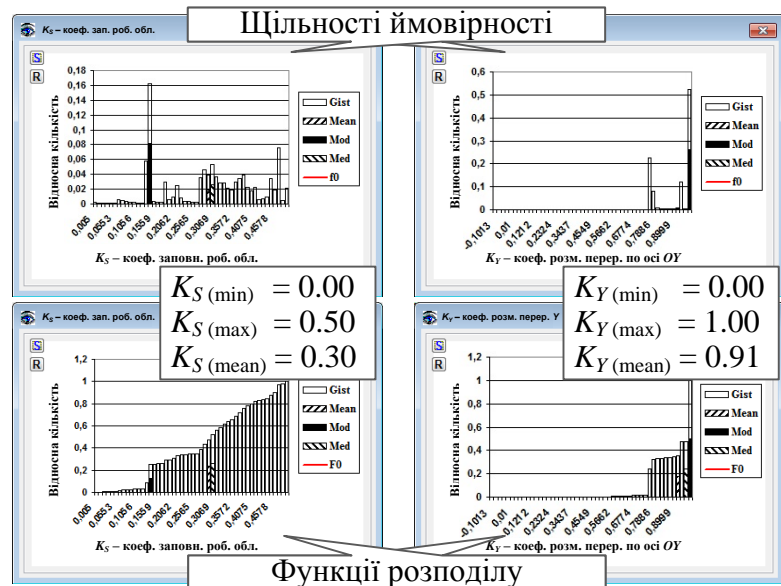 Щільності ймовірності
K_S – коеф. зап. роб. обл.
S
R
0,18
0,16
0,14
0,12
0,1
0,08
0,06
0,04
0,02
0
Відносна кількість
0,005
0,0553
0,1056
0,1559
0,2062
0,2565
0,3069
0,3572
0,4075
0,4578
K_S – коеф. заповн. роб. обл.
Gist
Mean
Mod
Med
f0
S
R
0,6
0,5
0,4
0,3
0,2
0,1
0
Відносна кількість
-0,1013
0,01
0,1212
0,2324
0,3437
0,4549
0,5662
0,6774
0,7886
0,8999
K_Y – коеф. розм. перер. по осі OY
Gist
Mean
Mod
Med
f0
K_S (min) = 0.00
K_S (max) = 0.50
K_S (mean) = 0.30
K_Y (min) = 0.00
K_Y (max) = 1.00
K_Y (mean) = 0.91
K_S – коеф. зап. роб. обл.
S
R
1,2
1
0,8
0,6
0,4
0,2
0
Відносна кількість
0,005
0,0553
0,1056
0,1559
0,2062
0,2565
0,3069
0,3572
0,4075
0,4578
K_S – коеф. заповн. роб. обл.
Gist
Mean
Mod
Med
F0
K_Y – коеф. розм. перер. Y
S
R
1,2
1
0,8
0,6
0,4
0,2
0
Відносна кількість
-0,1013
0,01
0,1212
0,2324
0,3437
0,4549
0,5662
0,6774
0,7886
0,8999
K_Y – коеф. розм. перер. по осі OY
Gist
Mean
Mod
Med
F0
Функції розподілу